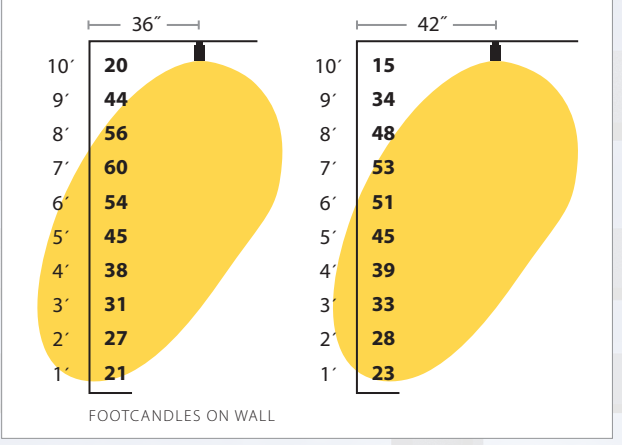 36″ 42″
10′ 20 10′ 15
9′ 44 9′ 34
8′ 56 8′ 48
7′ 60 7′ 53
6′ 54 6′ 51
5′ 45 5′ 45
4′ 38 4′ 39
3′ 31 3′ 33
2′ 27 2′ 28
1′ 21 1′ 23
FOOTCANDLES ON WALL